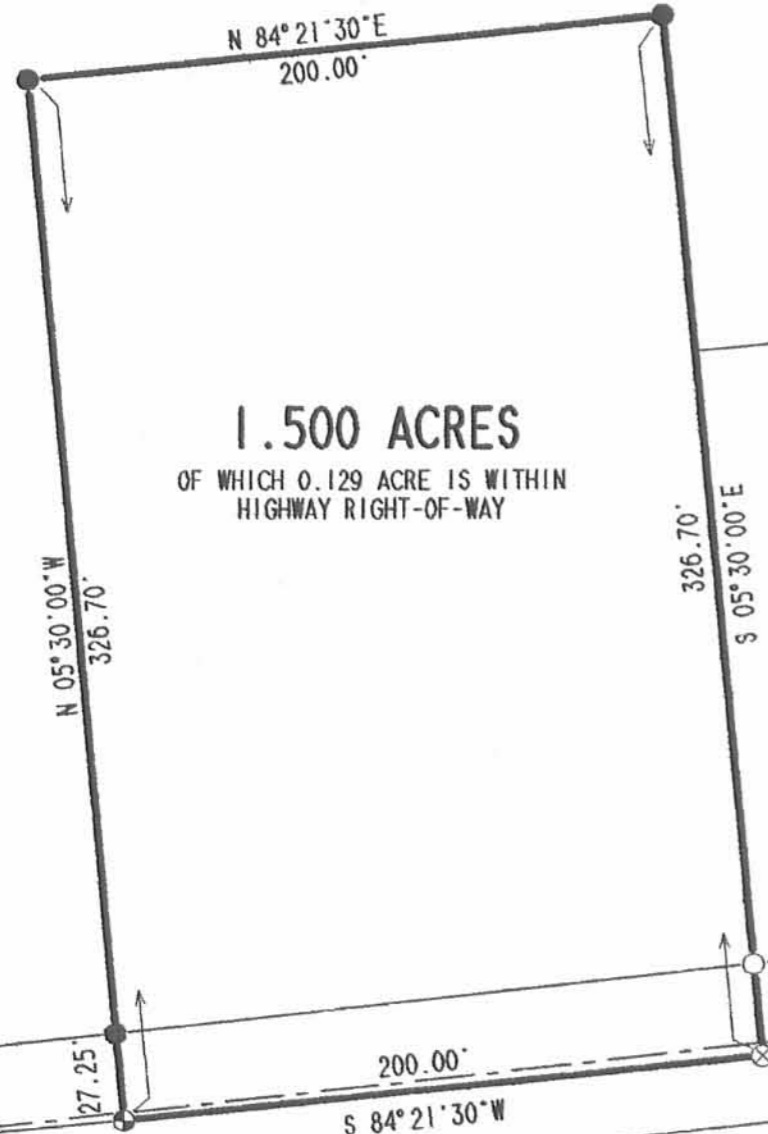 N 84°21'30"E
200.00'
1.500 ACRES
OF WHICH 0.129 ACRE IS WITHIN
HIGHWAY RIGHT-OF-WAY
N 05°30'00"W
326.70'
326.70'
S 05°30'00"E
27.25'
200.00'
S 84°21'30"W